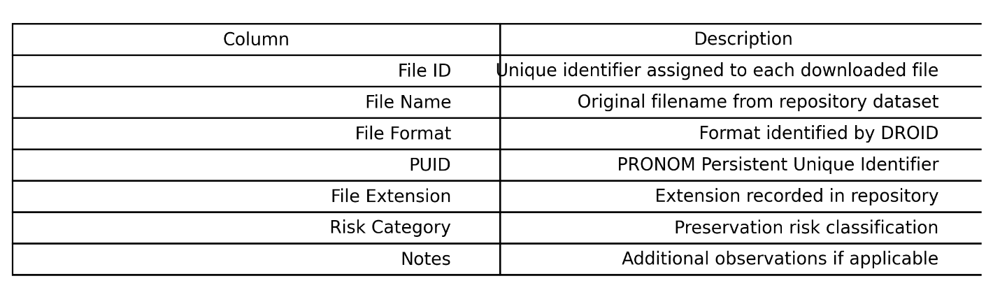 Column Description
File ID Unique identifier assigned to each downloaded file
File Name Original filename from repository dataset
File Format Format identified by DROID
PUID PRONOM Persistent Unique Identifier
File Extension Extension recorded in repository
Risk Category Preservation risk classification
Notes Additional observations if applicable